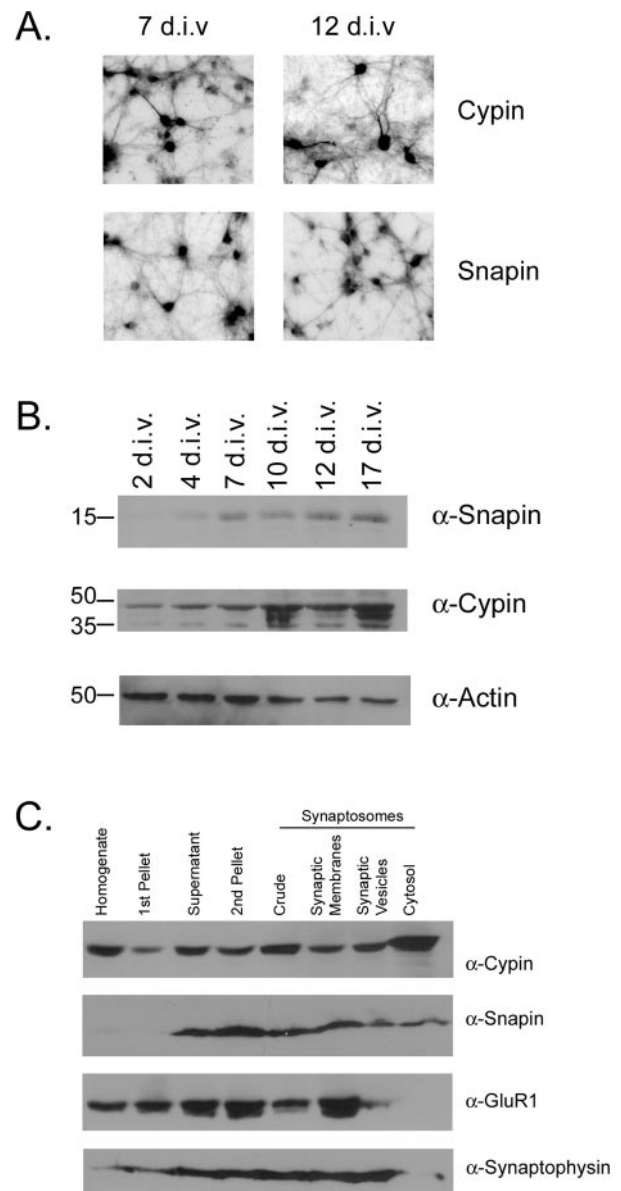 A.
7 d.i.v
12 d.i.v
Cypin
Snapin
B.
2 d.i.v.
4 d.i.v.
7 d.i.v.
10 d.i.v.
12 d.i.v.
17 d.i.v.
15
α-Snapin
50
35
α-Cypin
50
α-Actin
C.
Synaptosomes
Homogenate
1st Pellet
Supernatant
2nd Pellet
Crude
Synaptic
Membranes
Synaptic
Vesicles
Cytosol
α-Cypin
α-Snapin
α-GluR1
α-Synaptophysin